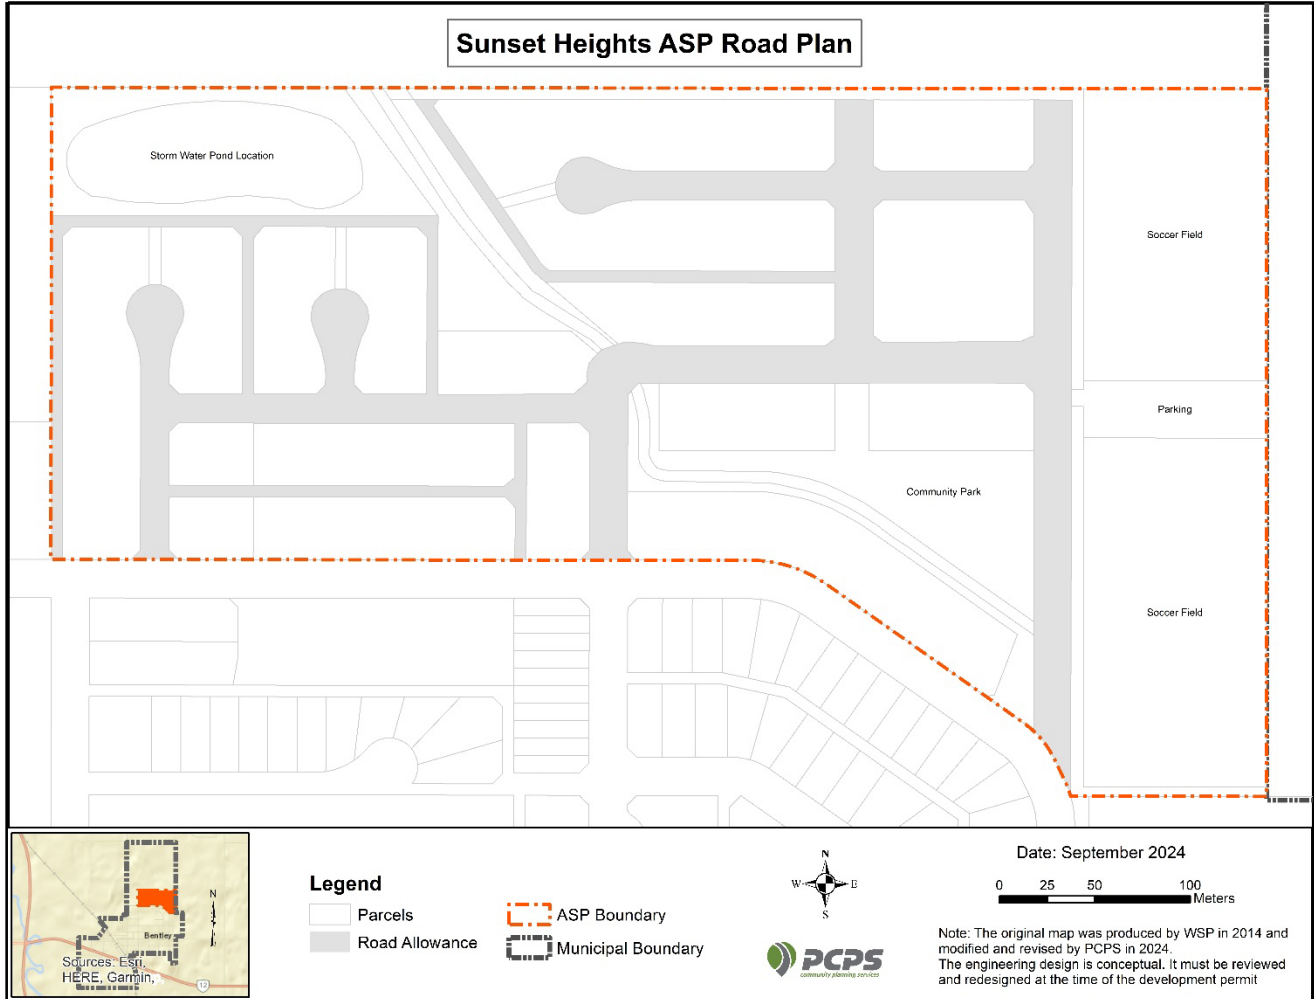 Sunset Heights ASP Road Plan
Storm Water Pond Location
Soccer Field
Parking
Community Park
Soccer Field
N
Bentley
Sources: Esri,
HERE, Garmin,
12
Legend
Parcels
Road Allowance
ASP Boundary
Municipal Boundary
N
W E
S
PCPS
community planning services
Date: September 2024
0 25 50 100
Meters
Note: The original map was produced by WSP in 2014 and
modified and revised by PCPS in 2024.
The engineering design is conceptual. It must be reviewed
and redesigned at the time of the development permit